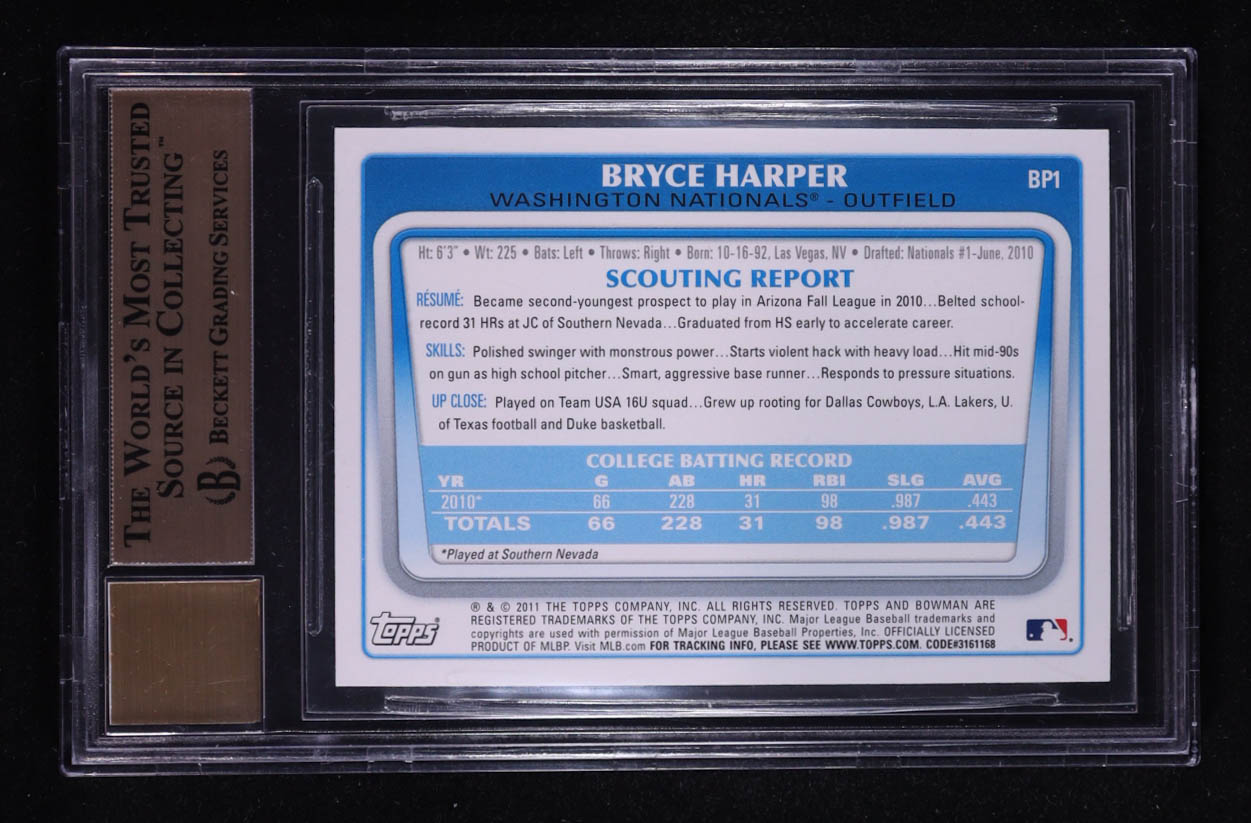 THE WORLD'S MOST TRUSTED
SOURCE IN COLLECTING™
B BECKETT GRADING SERVICES
BRYCE HARPER
BP1
WASHINGTON NATIONALS® - OUTFIELD
Ht: 6'3" • Wt: 225 • Bats: Left • Throws: Right • Born: 10-16-92, Las Vegas, NV • Drafted: Nationals #1-June, 2010
SCOUTING REPORT
RÉSUMÉ: Became second-youngest prospect to play in Arizona Fall League in 2010...Belted school-
record 31 HRs at JC of Southern Nevada...Graduated from HS early to accelerate career.
SKILLS: Polished swinger with monstrous power...Starts violent hack with heavy load...Hit mid-90s
on gun as high school pitcher...Smart, aggressive base runner...Responds to pressure situations.
UP CLOSE: Played on Team USA 16U squad...Grew up rooting for Dallas Cowboys, L.A. Lakers, U.
of Texas football and Duke basketball.
COLLEGE BATTING RECORD
YR G AB HR RBI SLG AVG
2010* 66 228 31 98 .987 .443
TOTALS 66 228 31 98 .987 .443
*Played at Southern Nevada
Topps®
® & © 2011 THE TOPPS COMPANY, INC. ALL RIGHTS RESERVED. TOPPS AND BOWMAN ARE
REGISTERED TRADEMARKS OF THE TOPPS COMPANY, INC. Major League Baseball trademarks and
copyrights are used with permission of Major League Baseball Properties, Inc. OFFICIALLY LICENSED
PRODUCT OF MLBP. Visit MLB.com FOR TRACKING INFO, PLEASE SEE WWW.TOPPS.COM. CODE#3161168